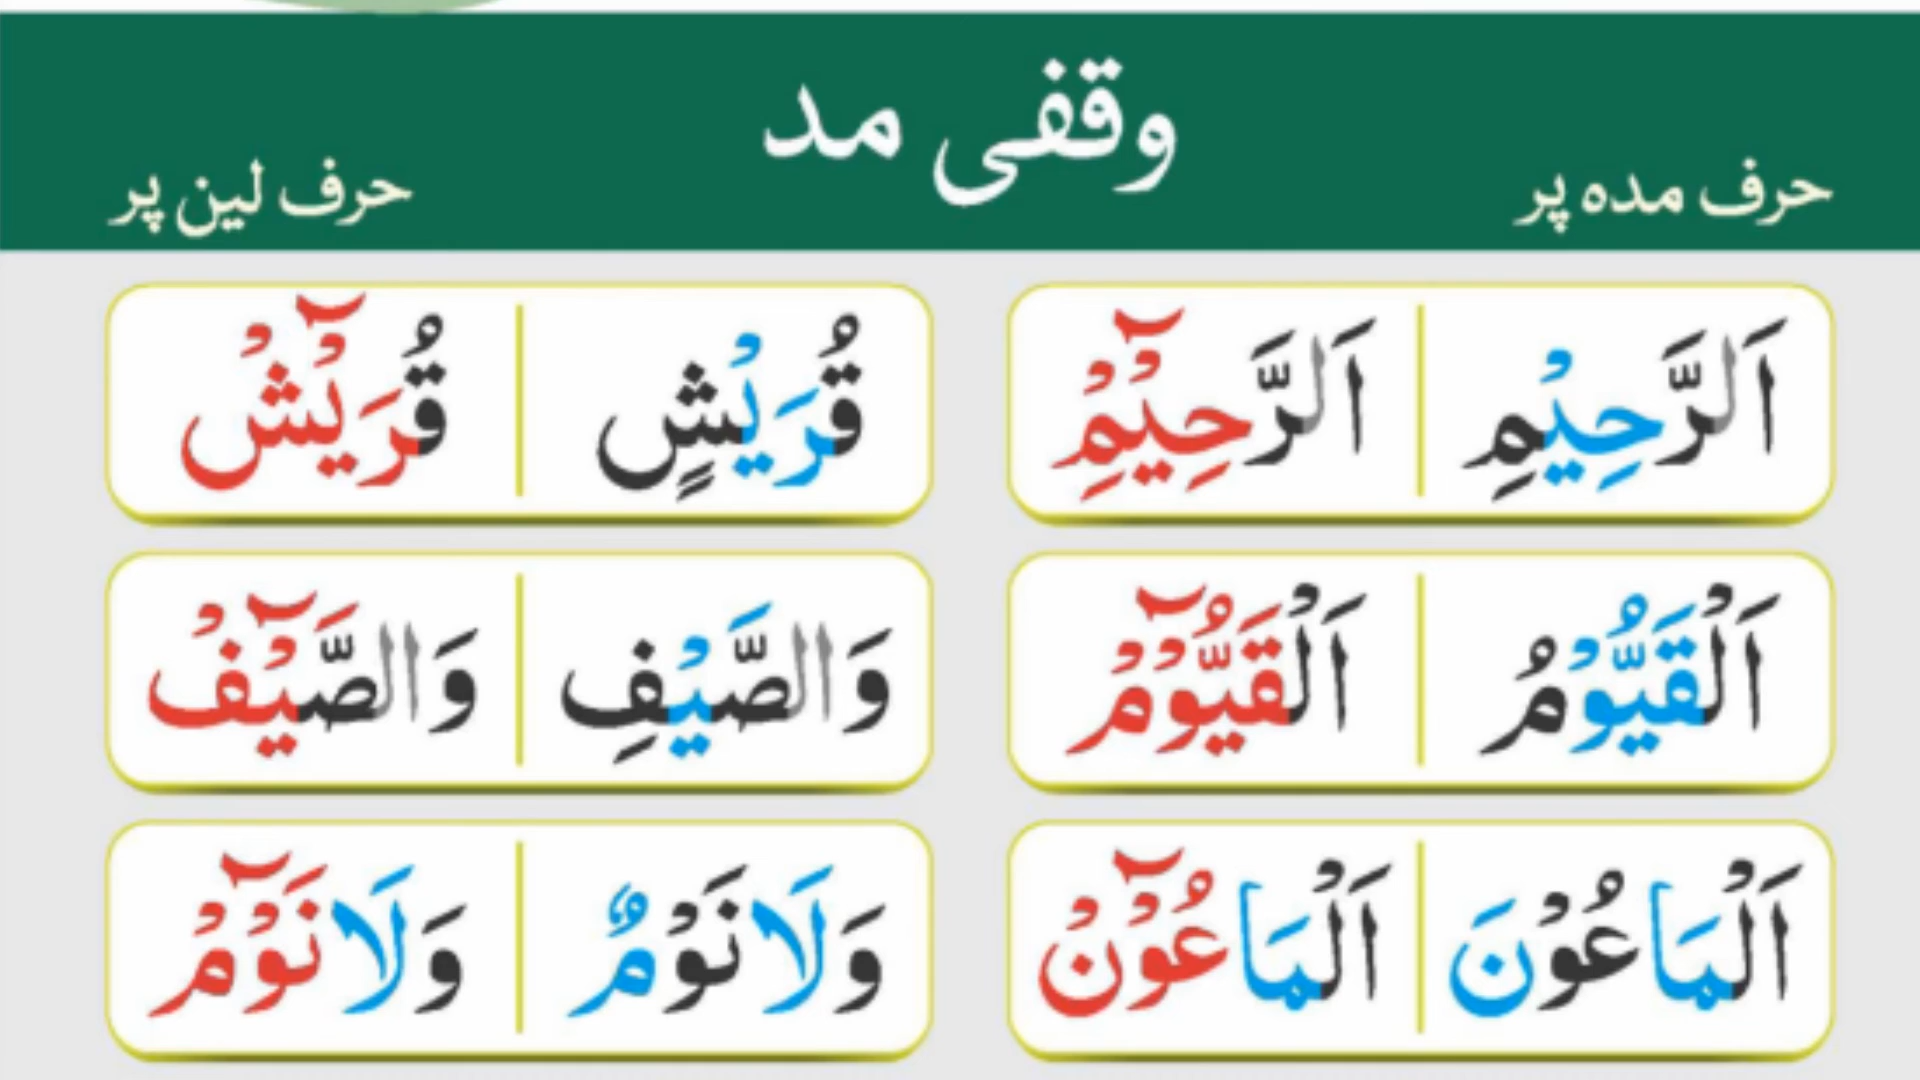 وقفی مد
حرف مدہ پر
حرف لین پر
اَلرَّحِيْمِ اَلرَّحِيْٓمِْ قُرَيْشٍ قُرَيْٓشْ
اَلْقَيُّوْمُ اَلْقَيُّوْٓمْ وَالصَّيْفِ وَالصَّيْٓفْ
اَلْمَاعُوْنَ اَلْمَاعُوْٓنْ وَلَا نَوْمٌ وَلَا نَوْٓمْ